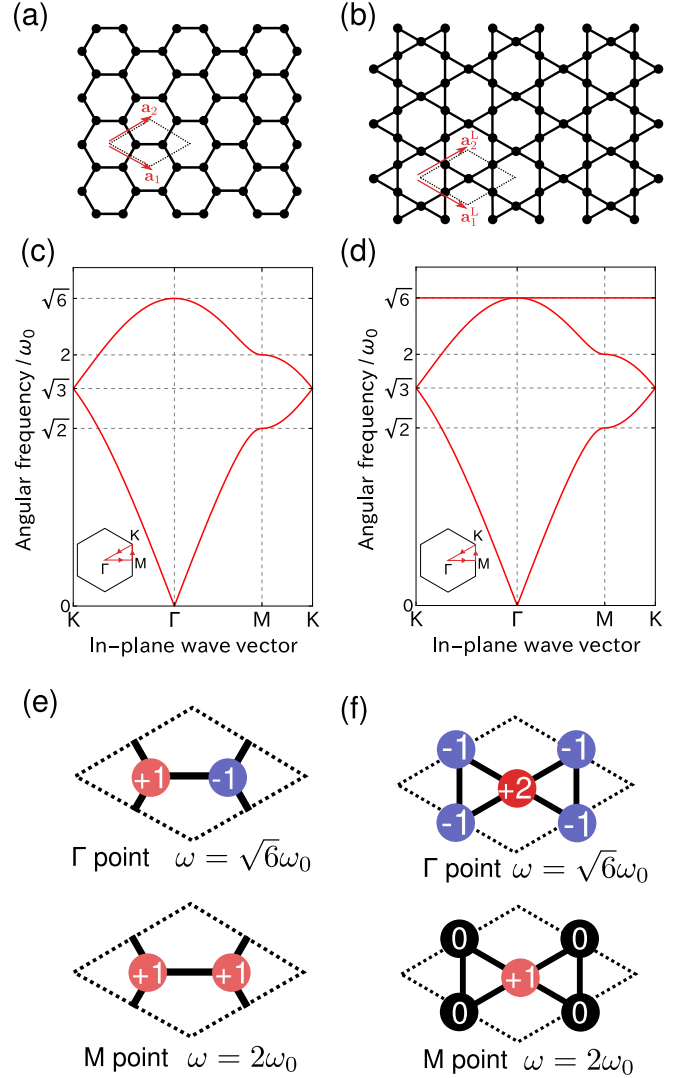 (a)
(b)
a₂
a₁
a₂ᴸ
a₁ᴸ
(c)
(d)
Angular frequency / ω₀
√6
2
√3
√2
0
K
M
Γ
K Γ M K
In−plane wave vector
Angular frequency / ω₀
√6
2
√3
√2
0
K
M
Γ
K Γ M K
In−plane wave vector
(e)
+1 -1
Γ point ω = √6ω₀
+1 +1
M point ω = 2ω₀
(f)
-1 -1
+2
-1 -1
Γ point ω = √6ω₀
0 0
+1
0 0
M point ω = 2ω₀